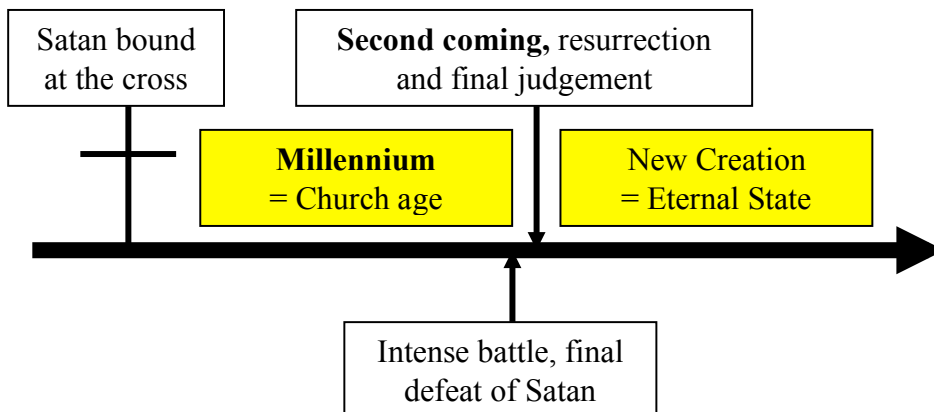 Satan bound
at the cross
Second coming, resurrection
and final judgement
Millennium
= Church age
New Creation
= Eternal State
Intense battle, final
defeat of Satan